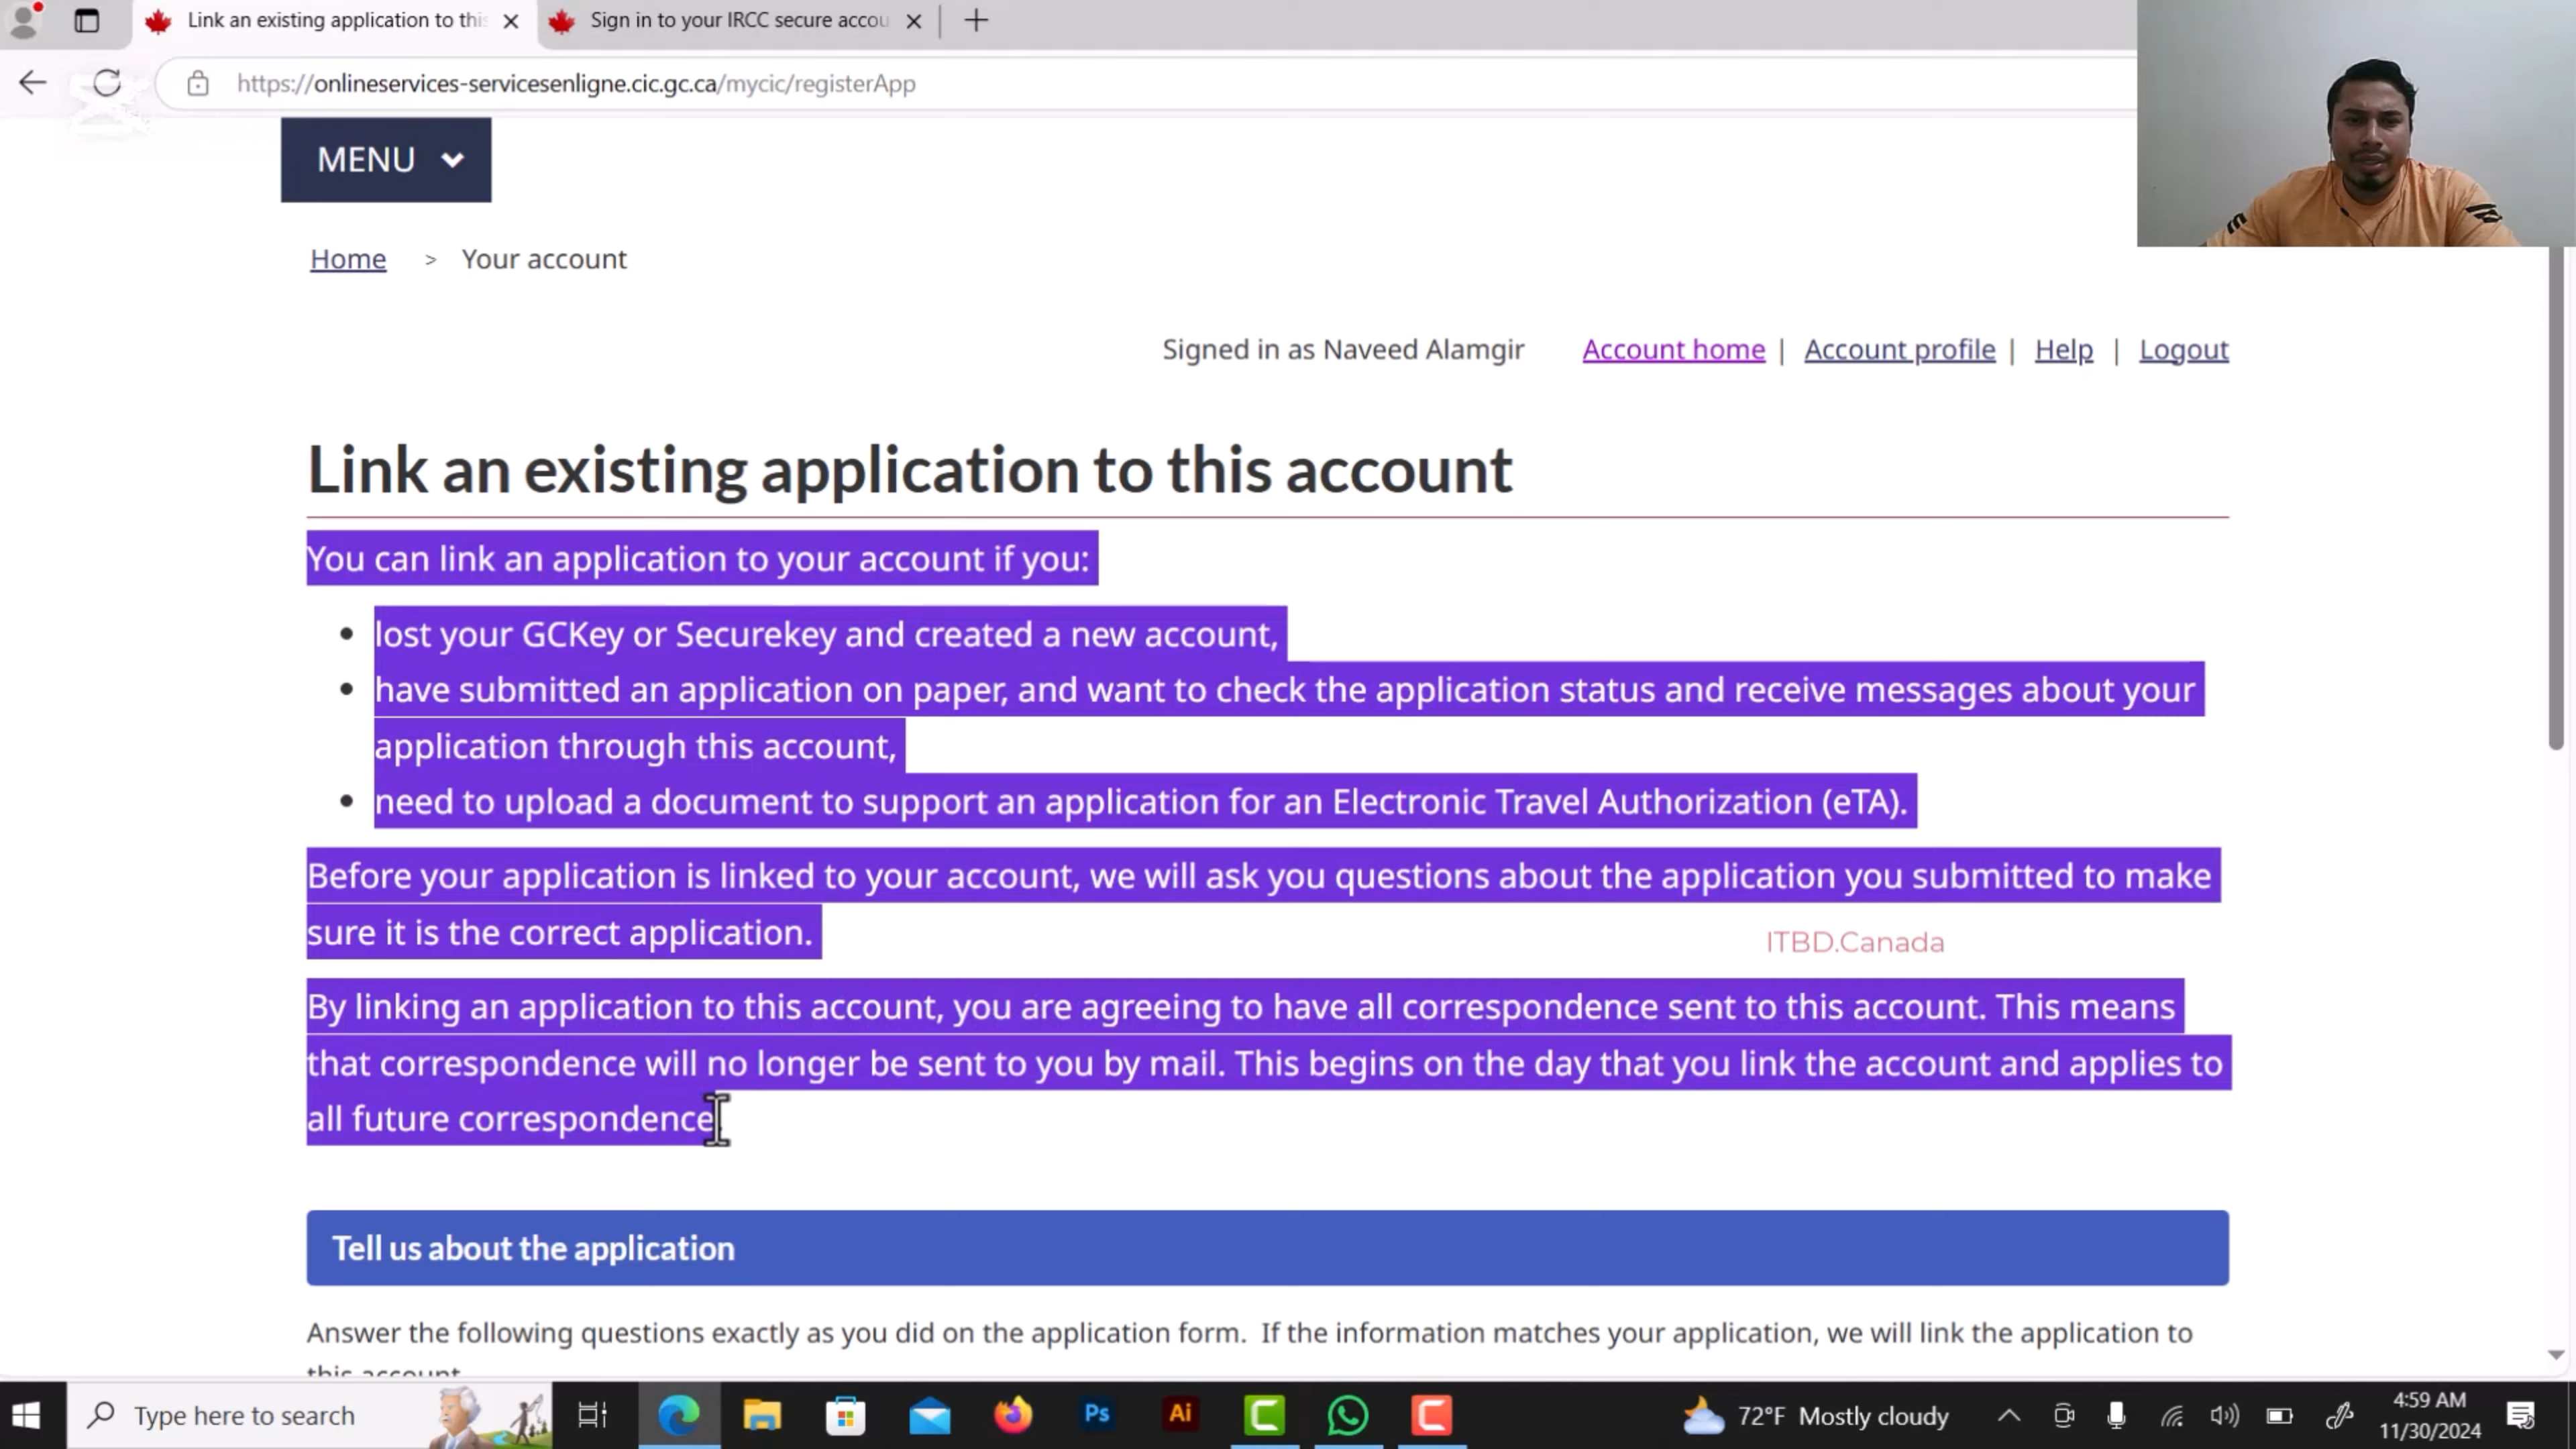 Link an existing application to this
Sign in to your IRCC secure accou
https://onlineservices-servicesenligne.cic.gc.ca/mycic/registerApp
MENU
Home > Your account
Signed in as Naveed Alamgir Account home | Account profile | Help | Logout
Link an existing application to this account
You can link an application to your account if you:
• lost your GCKey or Securekey and created a new account,
• have submitted an application on paper, and want to check the application status and receive messages about your
application through this account,
• need to upload a document to support an application for an Electronic Travel Authorization (eTA).
Before your application is linked to your account, we will ask you questions about the application you submitted to make
sure it is the correct application.
ITBD.Canada
By linking an application to this account, you are agreeing to have all correspondence sent to this account. This means
that correspondence will no longer be sent to you by mail. This begins on the day that you link the account and applies to
all future correspondence
Tell us about the application
Answer the following questions exactly as you did on the application form. If the information matches your application, we will link the application to
this account
Type here to search
Ps
Ai
72°F Mostly cloudy
4:59 AM
11/30/2024